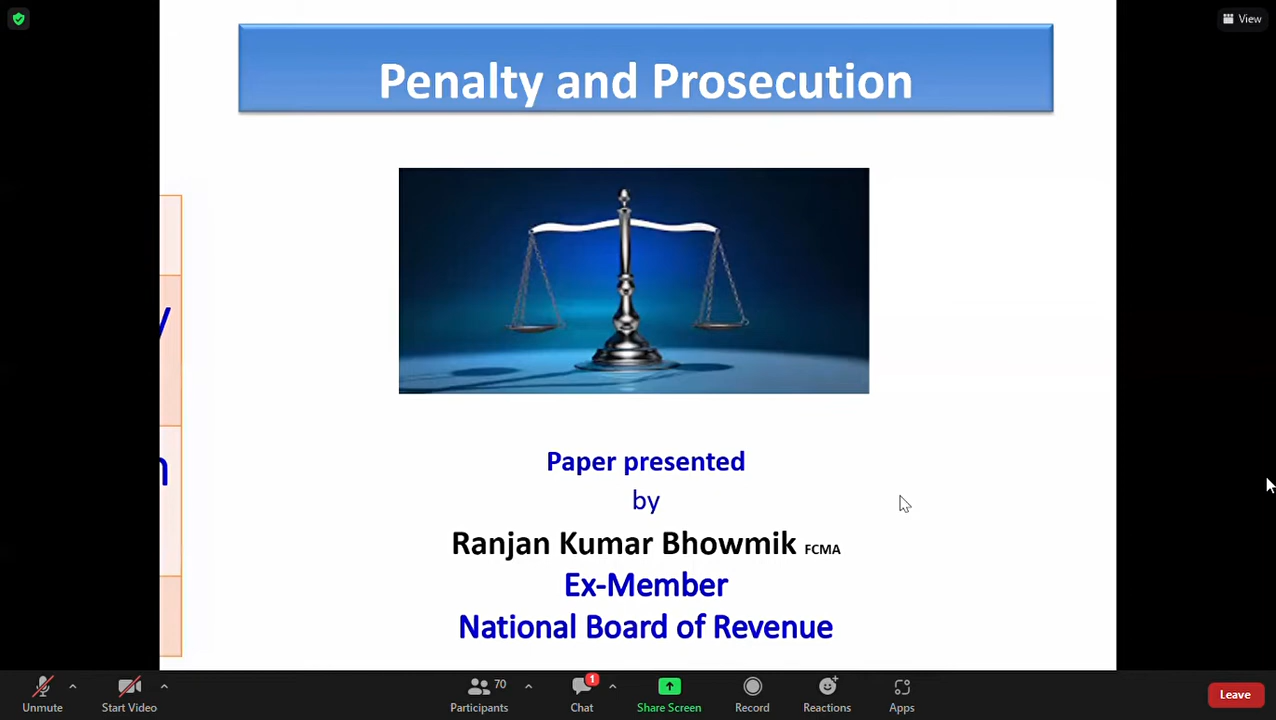 View
Penalty and Prosecution
Paper presented
by
Ranjan Kumar Bhowmik FCMA
Ex-Member
National Board of Revenue
Unmute
Start Video
70
Participants
1
Chat
Share Screen
Record
Reactions
Apps
Leave